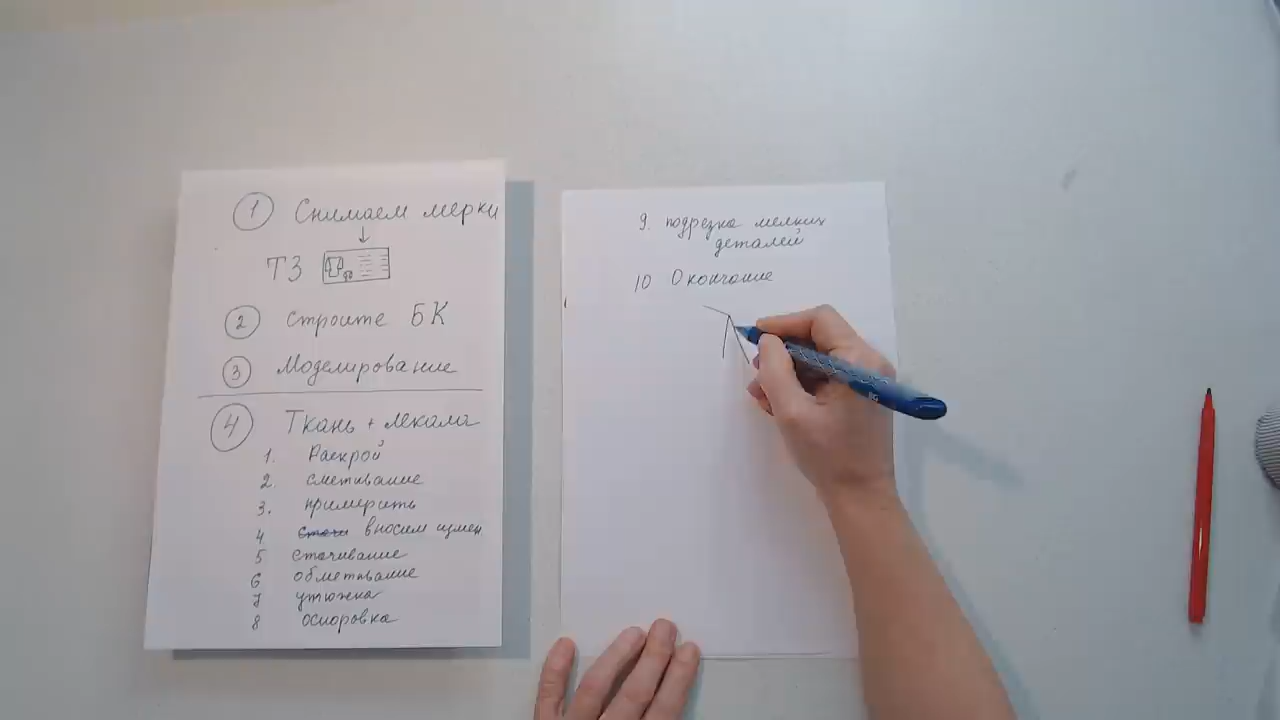 1 Снимаем мерки
ТЗ
2 строите БК
3 Моделирование
4 Ткань + лекала
1. Раскрой
2. сметывание
3. примерить
4 вносим измен
5 стачивание
6 обметывание
7 утюжка
8 осноровка
9. подрезка мелких
деталей
10 Окончание